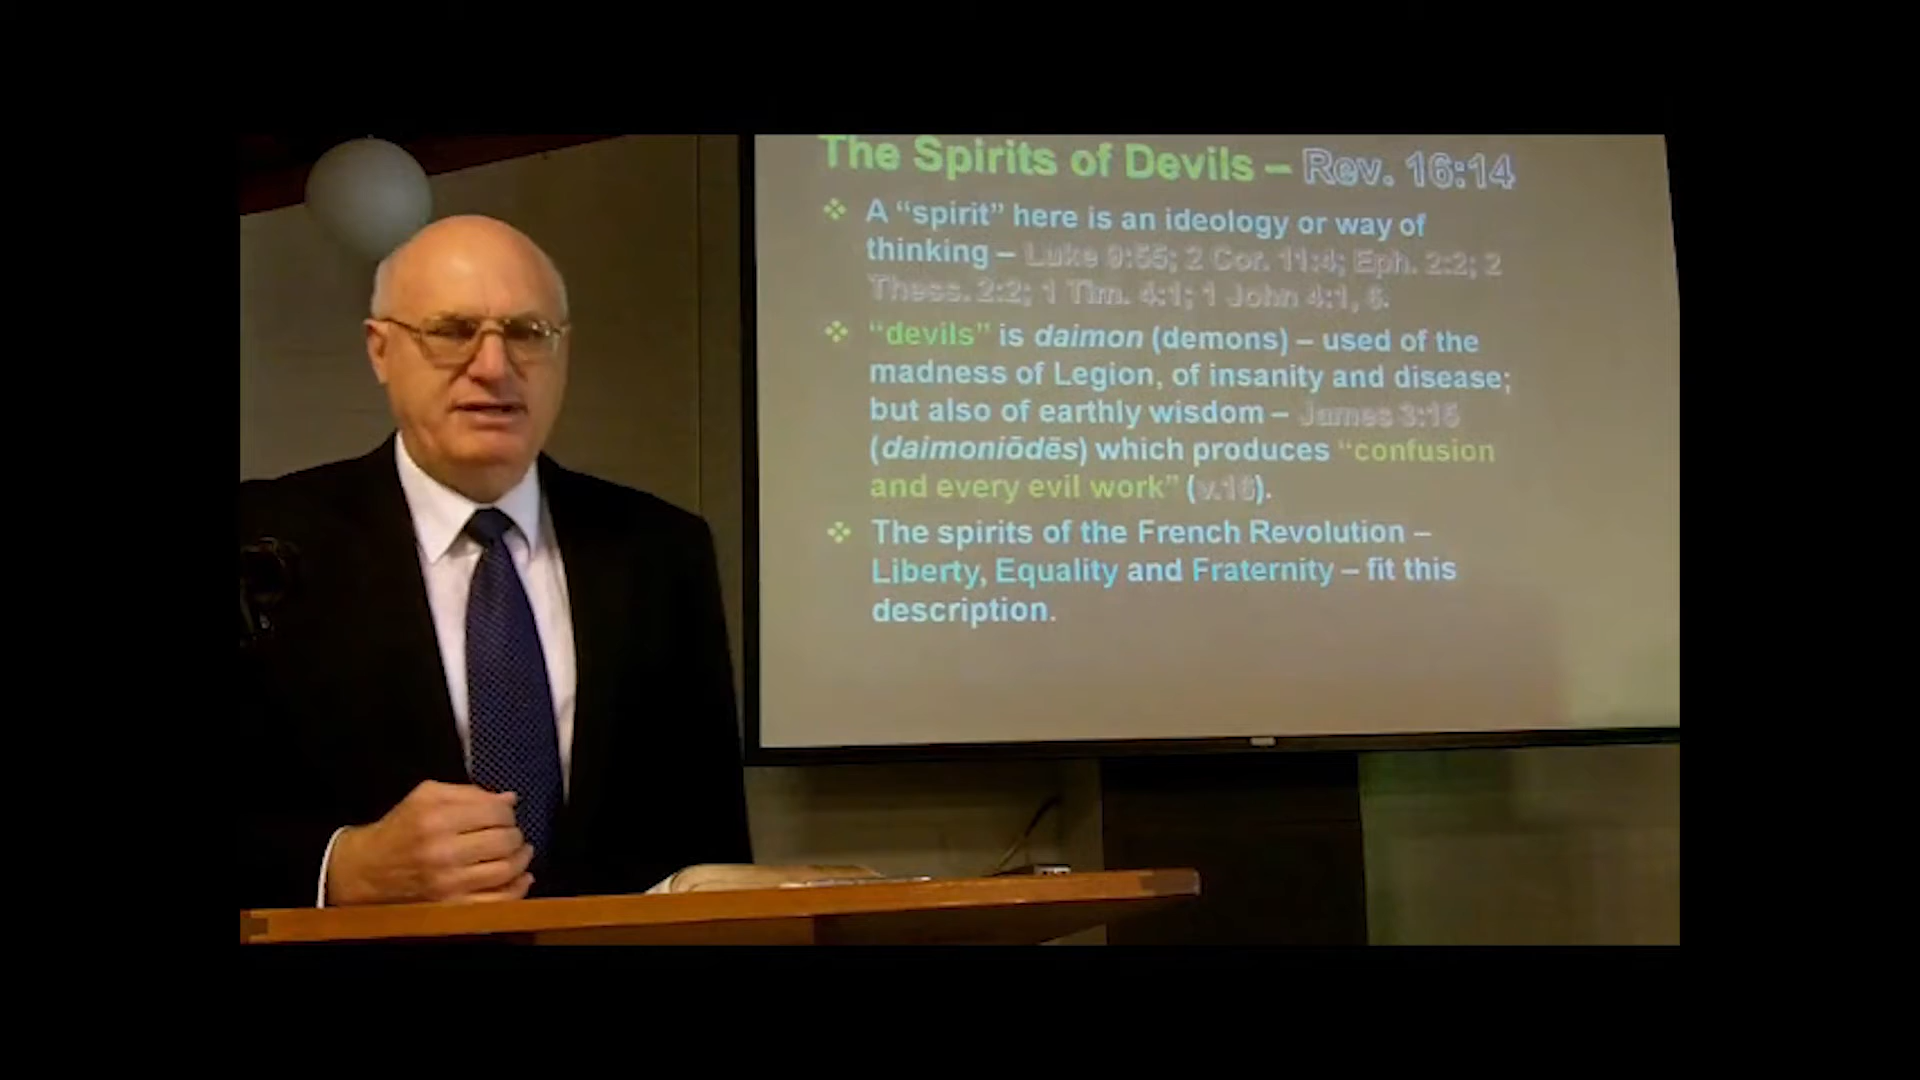 The Spirits of Devils – Rev. 16:14
❖ A “spirit” here is an ideology or way of
thinking – Luke 9:55; 2 Cor. 11:4; Eph. 2:2; 2
Thess. 2:2; 1 Tim. 4:1; 1 John 4:1, 6.
❖ “devils” is daimon (demons) – used of the
madness of Legion, of insanity and disease;
but also of earthly wisdom – James 3:15
(daimoniōdēs) which produces “confusion
and every evil work” (v.16).
❖ The spirits of the French Revolution –
Liberty, Equality and Fraternity – fit this
description.